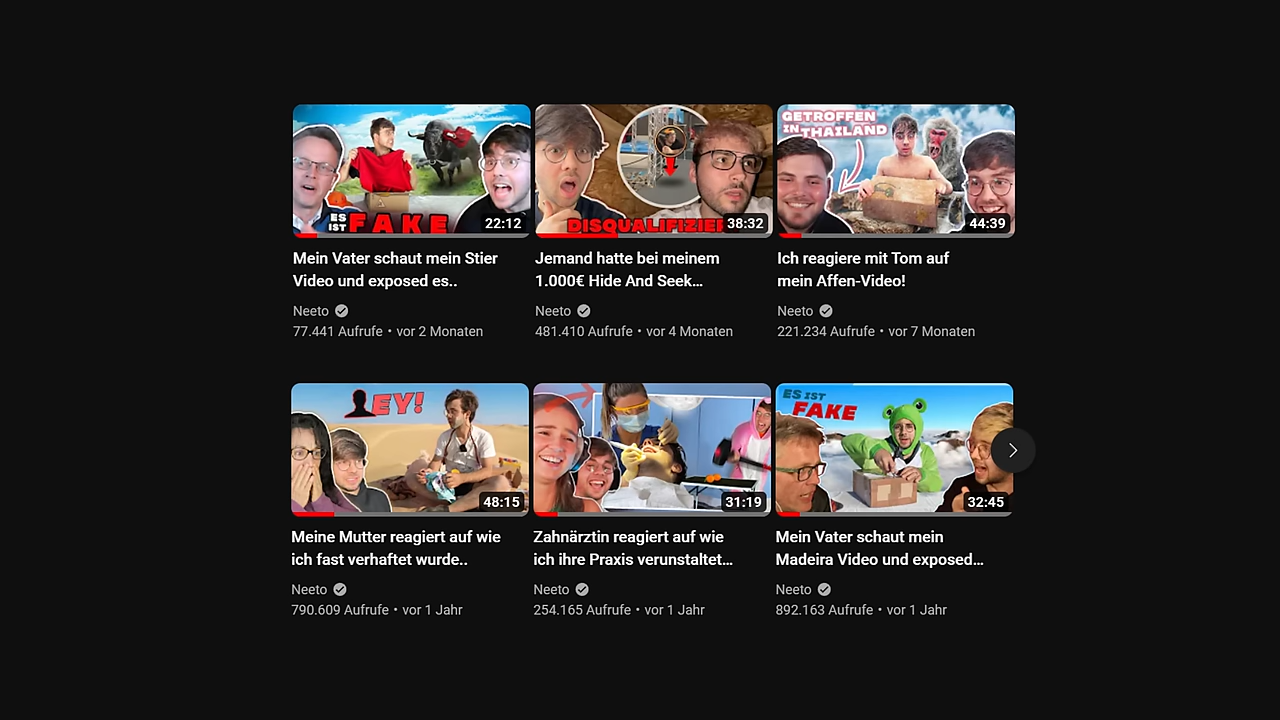 ES
IST FAKE
22:12
DISQUALIFIZIER
38:32
GETROFFEN
IN THAILAND
44:39
Mein Vater schaut mein Stier
Video und exposed es..
Neeto
77.441 Aufrufe • vor 2 Monaten
Jemand hatte bei meinem
1.000€ Hide And Seek...
Neeto
481.410 Aufrufe • vor 4 Monaten
Ich reagiere mit Tom auf
mein Affen-Video!
Neeto
221.234 Aufrufe • vor 7 Monaten
EY!
48:15
31:19
ES IST
FAKE
32:45
Meine Mutter reagiert auf wie
ich fast verhaftet wurde..
Neeto
790.609 Aufrufe • vor 1 Jahr
Zahnärztin reagiert auf wie
ich ihre Praxis verunstaltet...
Neeto
254.165 Aufrufe • vor 1 Jahr
Mein Vater schaut mein
Madeira Video und exposed...
Neeto
892.163 Aufrufe • vor 1 Jahr